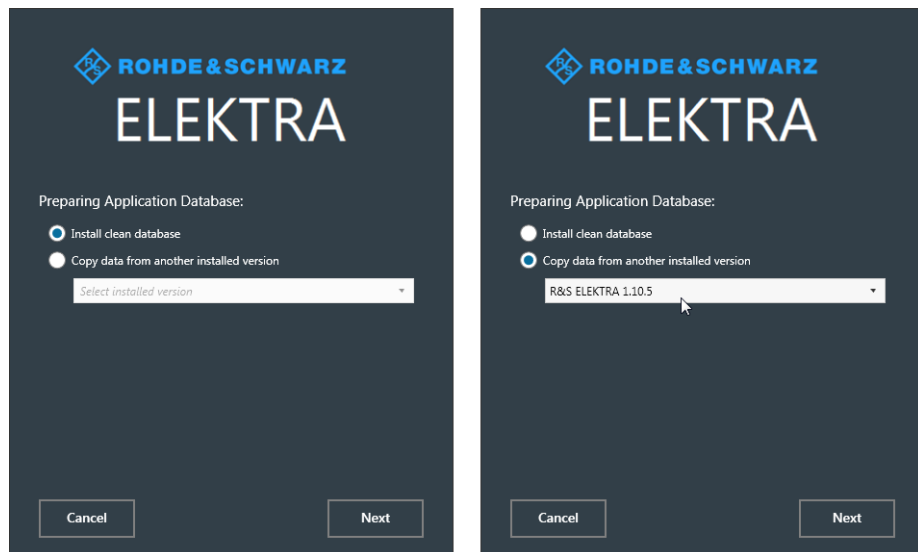 ROHDE&SCHWARZ
ELEKTRA
Preparing Application Database:
Install clean database
Copy data from another installed version
Select installed version
Cancel
Next
ROHDE&SCHWARZ
ELEKTRA
Preparing Application Database:
Install clean database
Copy data from another installed version
R&S ELEKTRA 1.10.5
Cancel
Next